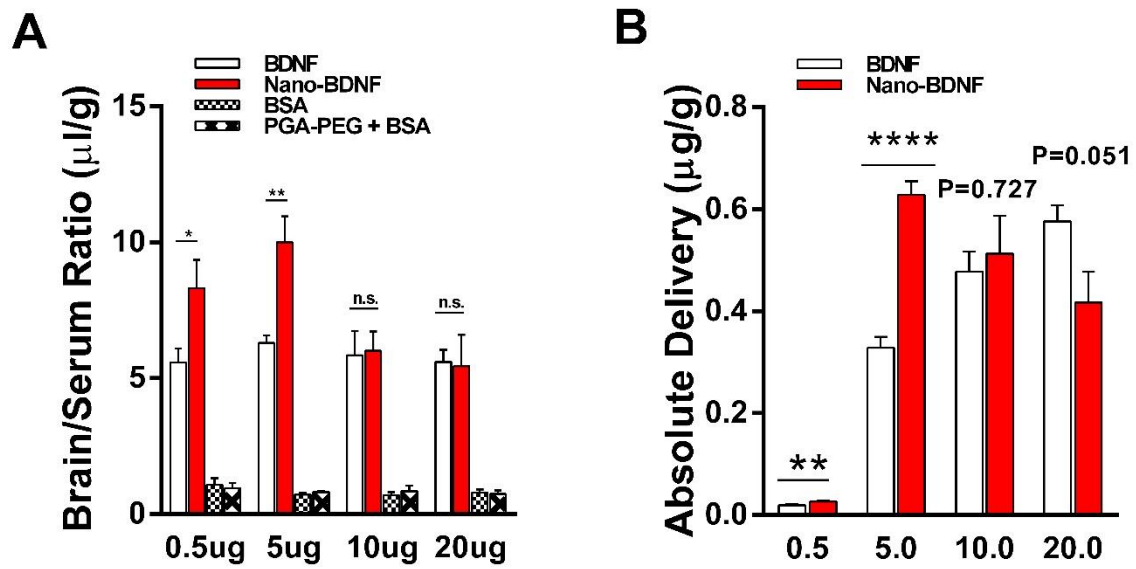 A
BDNF
Nano-BDNF
BSA
PGA-PEG + BSA
Brain/Serum Ratio (μl/g)
15
10
5
0
*
**
n.s.
n.s.
0.5ug 5ug 10ug 20ug
B
BDNF
Nano-BDNF
Absolute Delivery (μg/g)
0.8
0.6
0.4
0.2
0.0
**
****
P=0.727
P=0.051
0.5 5.0 10.0 20.0